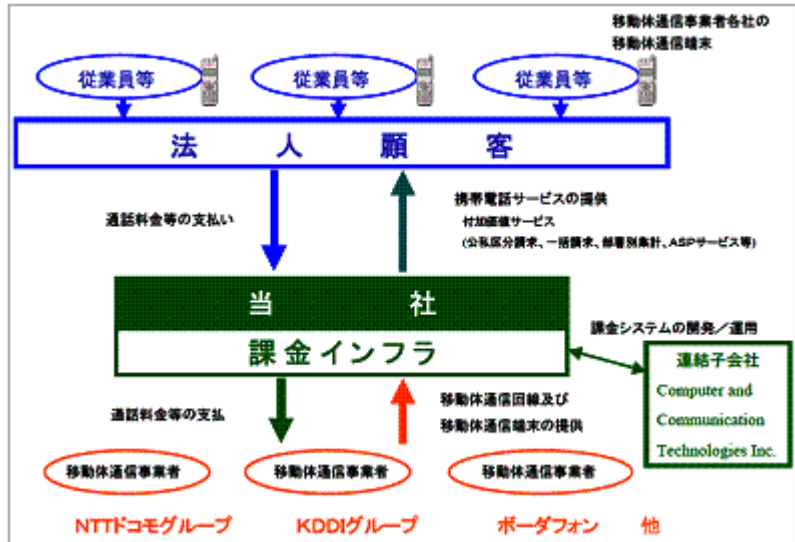 移動体通信事業者各社の
移動体通信端末
従業員等
従業員等
従業員等
法人顧客
通話料金等の支払い
携帯電話サービスの提供
付加価値サービス
(公私区分請求、一括請求、部署別集計、ASPサービス等)
当社
課金インフラ
課金システムの開発／運用
連結子会社
Computer and
Communication
Technologies Inc.
通話料金等の支払
移動体通信回線及び
移動体通信端末の提供
移動体通信事業者
移動体通信事業者
移動体通信事業者
NTTドコモグループ
KDDIグループ
ボーダフォン 他